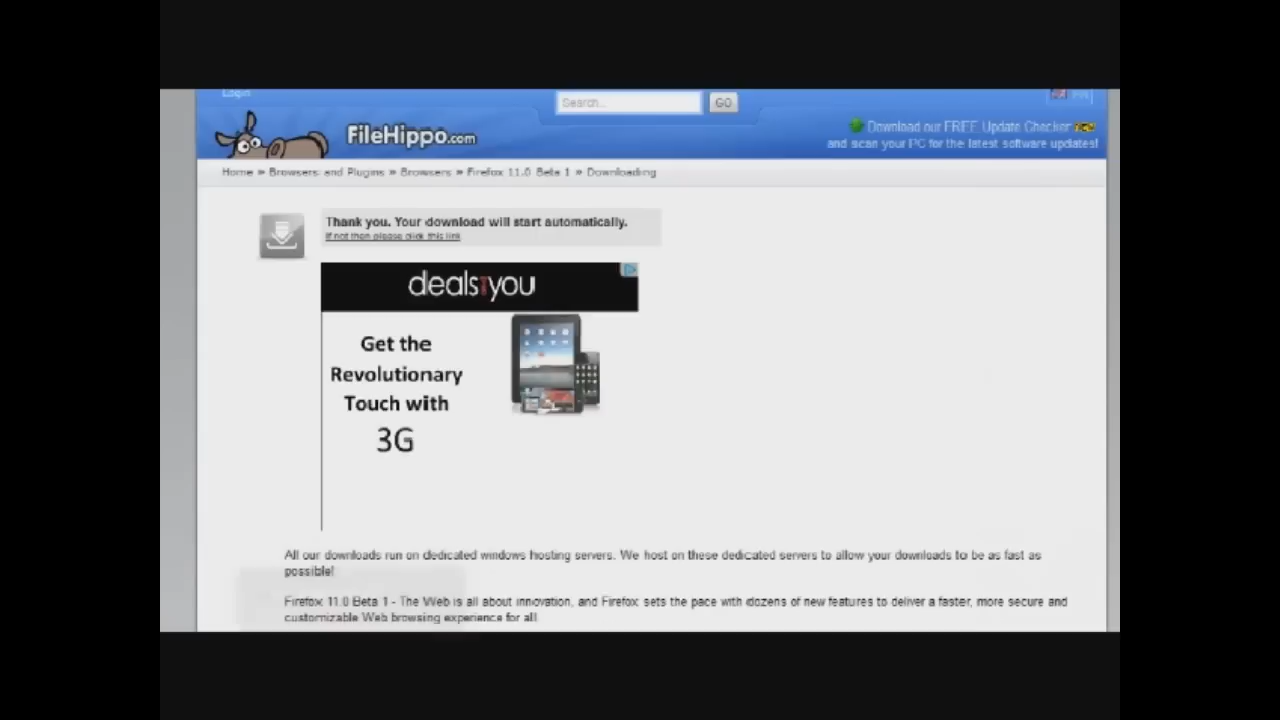 Login
Search...
GO
EN
FileHippo.com
Download our FREE Update Checker NEW
and scan your PC for the latest software updates!
Home » Browsers and Plugins » Browsers » Firefox 11.0 Beta 1 » Downloading
Thank you. Your download will start automatically.
If not then please click this link
deals you
Get the
Revolutionary
Touch with
3G
All our downloads run on dedicated windows hosting servers. We host on these dedicated servers to allow your downloads to be as fast as
possible!
Firefox 11.0 Beta 1 - The Web is all about innovation, and Firefox sets the pace with dozens of new features to deliver a faster, more secure and
customizable Web browsing experience for all.